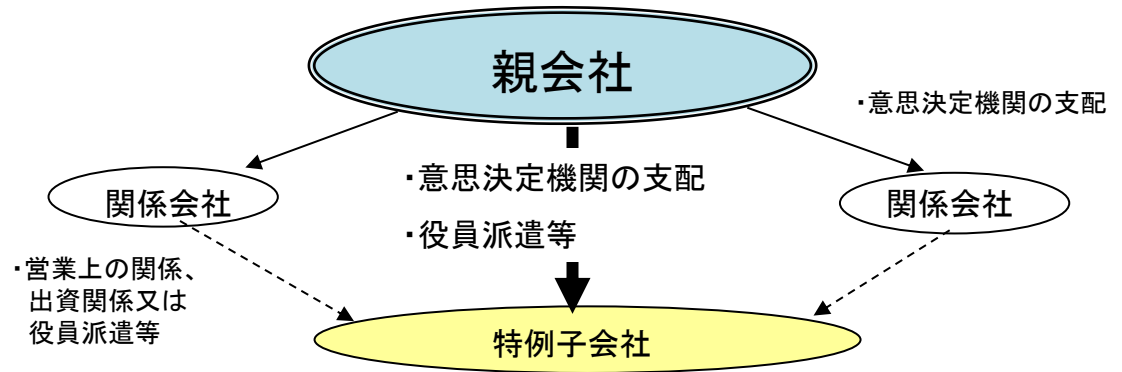 親会社
・意思決定機関の支配
・意思決定機関の支配
・役員派遣等
関係会社
関係会社
・営業上の関係、
出資関係又は
役員派遣等
特例子会社